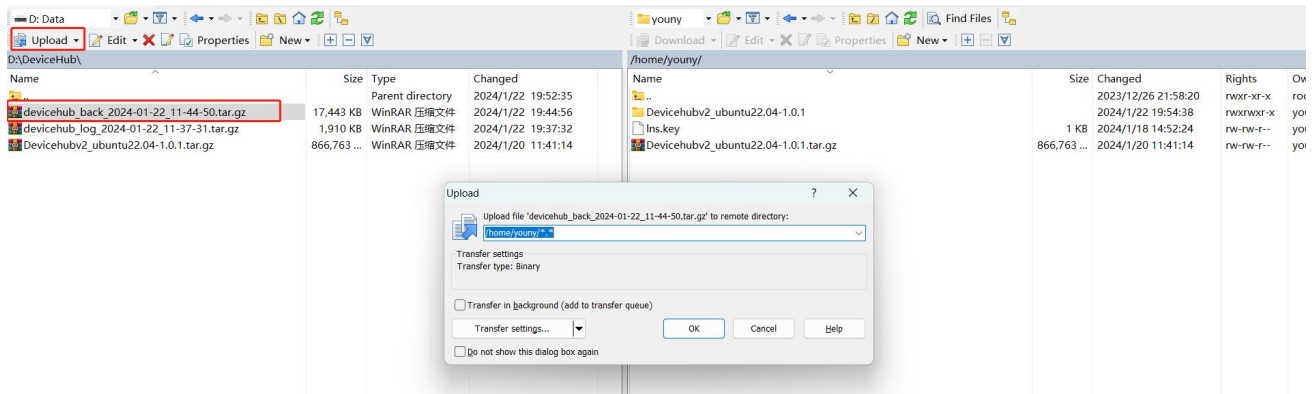 D: Data
youny
Find Files
Upload
Edit
Properties
New
Download
Edit
Properties
New
D:\DeviceHub\
/home/youny/
Name Size Type Changed
.. Parent directory 2024/1/22 19:52:35
devicehub_back_2024-01-22_11-44-50.tar.gz 17,443 KB WinRAR 压缩文件 2024/1/22 19:44:56
devicehub_log_2024-01-22_11-37-31.tar.gz 1,910 KB WinRAR 压缩文件 2024/1/22 19:37:32
Devicehubv2_ubuntu22.04-1.0.1.tar.gz 866,763 ... WinRAR 压缩文件 2024/1/20 11:41:14
Name Size Changed Rights Ow
.. 2023/12/26 21:58:20 rwxr-xr-x roo
Devicehubv2_ubuntu22.04-1.0.1 2024/1/22 19:54:38 rwxrwxr-x you
lns.key 1 KB 2024/1/18 14:52:24 rw-rw-r-- you
Devicehubv2_ubuntu22.04-1.0.1.tar.gz 866,763 ... 2024/1/20 11:41:14 rw-rw-r-- you
Upload ?
Upload file 'devicehub_back_2024-01-22_11-44-50.tar.gz' to remote directory:
/home/youny/*.*
Transfer settings
Transfer type: Binary
Transfer in background (add to transfer queue)
Transfer settings...
OK
Cancel
Help
Do not show this dialog box again